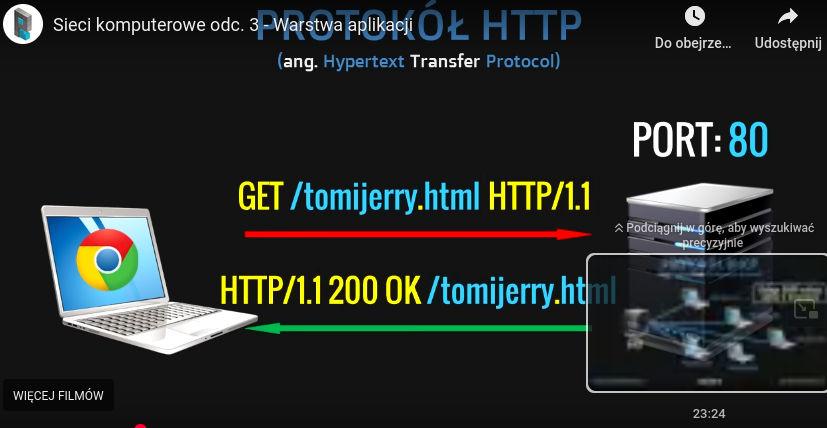 Sieci komputerowe odc. 3 - Warstwa aplikacji
PROTOKÓŁ HTTP
(ang. Hypertext Transfer Protocol)
Do obejrze...
Udostępnij
PORT: 80
GET /tomijerry.html HTTP/1.1
Podciągnij w górę, aby wyszukiwać
precyzyjnie
HTTP/1.1 200 OK /tomijerry.html
WIĘCEJ FILMÓW
23:24